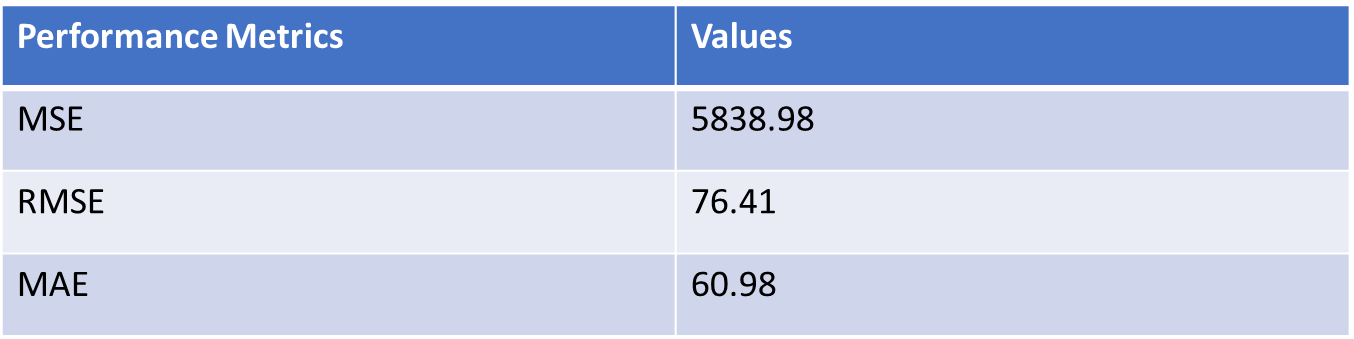 Performance Metrics Values
MSE 5838.98
RMSE 76.41
MAE 60.98